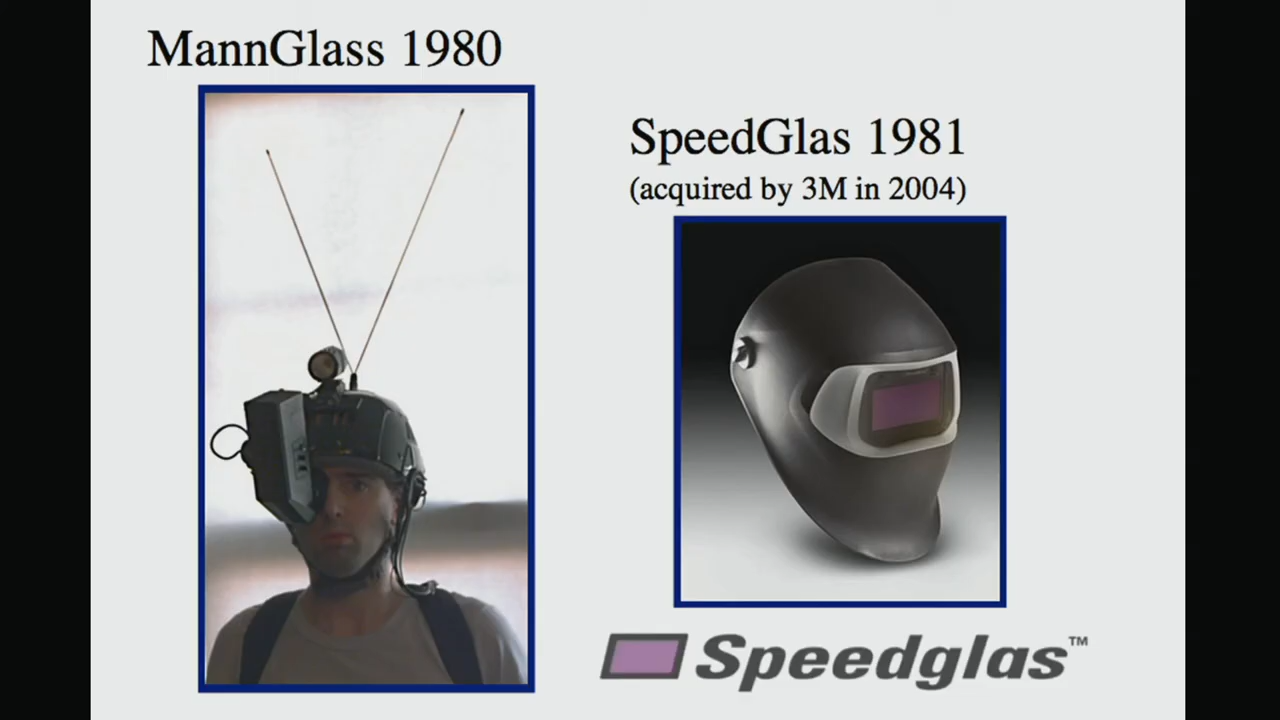 MannGlass 1980
SpeedGlas 1981
(acquired by 3M in 2004)
Speedglas™